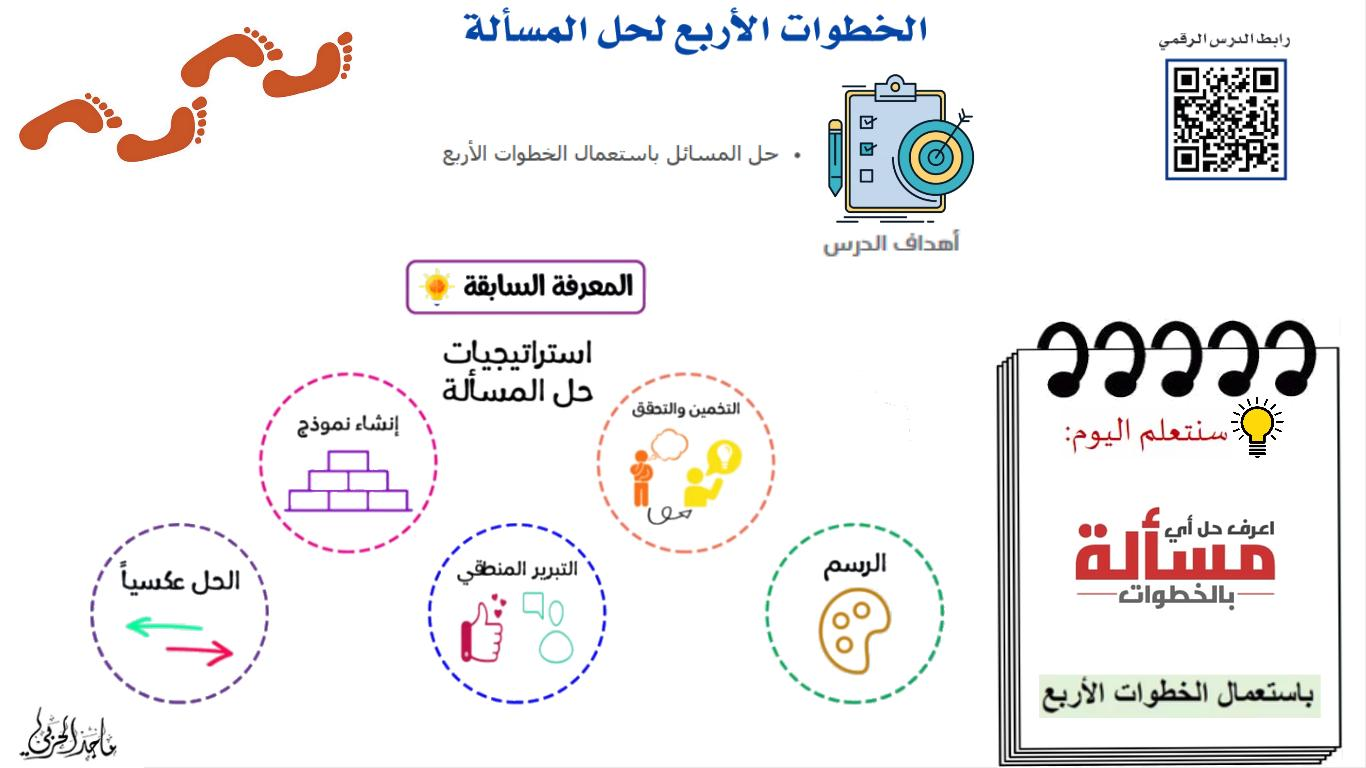 الخطوات الأربع لحل المسألة
رابط الدرس الرقمي
• حل المسائل باستعمال الخطوات الأربع
أهداف الدرس
المعرفة السابقة
استراتيجيات
حل المسألة
التخمين والتحقق
إنشاء نموذج
الرسم
التبرير المنطقي
الحل عكسياً
سنتعلم اليوم:
اعرف حل أي
مسألة
بالخطوات
باستعمال الخطوات الأربع
ماجد الحربي